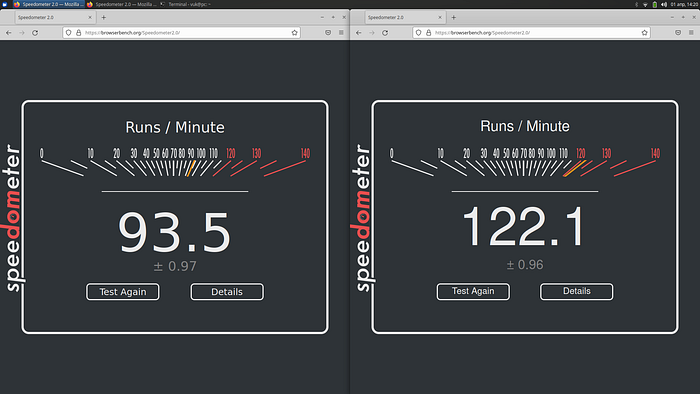 Speedometer 2.0 — Mozilla ...
Speedometer 2.0 — Mozilla ...
Terminal - vuk@pc: ~
01 апр, 14:20
Speedometer 2.0
https://browserbench.org/Speedometer2.0/
speedometer
Runs / Minute
0 10 20 30 40 50 60 70 80 90 100 110 120 130 140
93.5
± 0.97
Test Again
Details
Speedometer 2.0
https://browserbench.org/Speedometer2.0/
speedometer
Runs / Minute
0 10 20 30 40 50 60 70 80 90 100 110 120 130 140
122.1
± 0.96
Test Again
Details